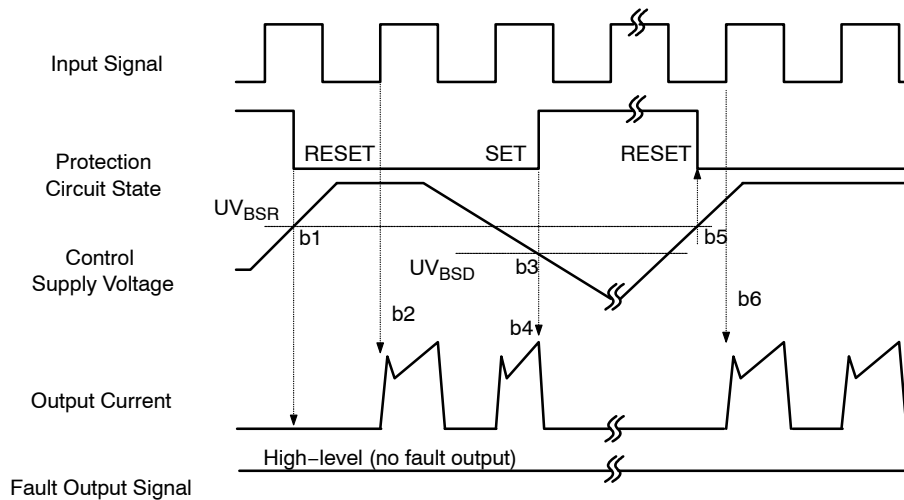 Input Signal
RESET
SET
RESET
Protection
Circuit State
UVBSR
b1
b5
Control
Supply Voltage
UVBSD
b3
b2
b4
b6
Output Current
High−level (no fault output)
Fault Output Signal